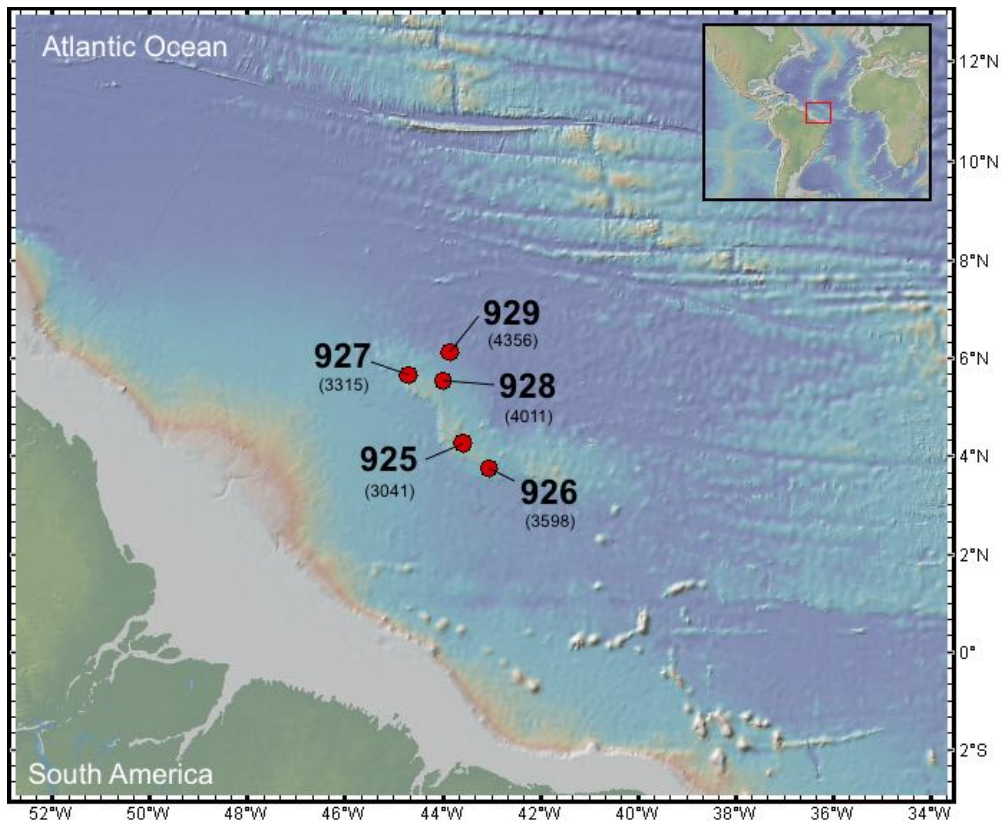 Atlantic Ocean
12°N
10°N
8°N
929
(4356)
927
(3315)
6°N
928
(4011)
925
(3041)
4°N
926
(3598)
2°N
0°
2°S
South America
52°W
50°W
48°W
46°W
44°W
42°W
40°W
38°W
36°W
34°W